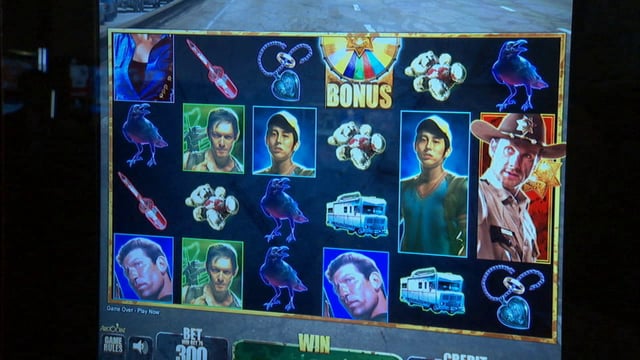 BONUS
Game Over - Play Now
GAME
RULES
BET
300
WIN
CREDIT